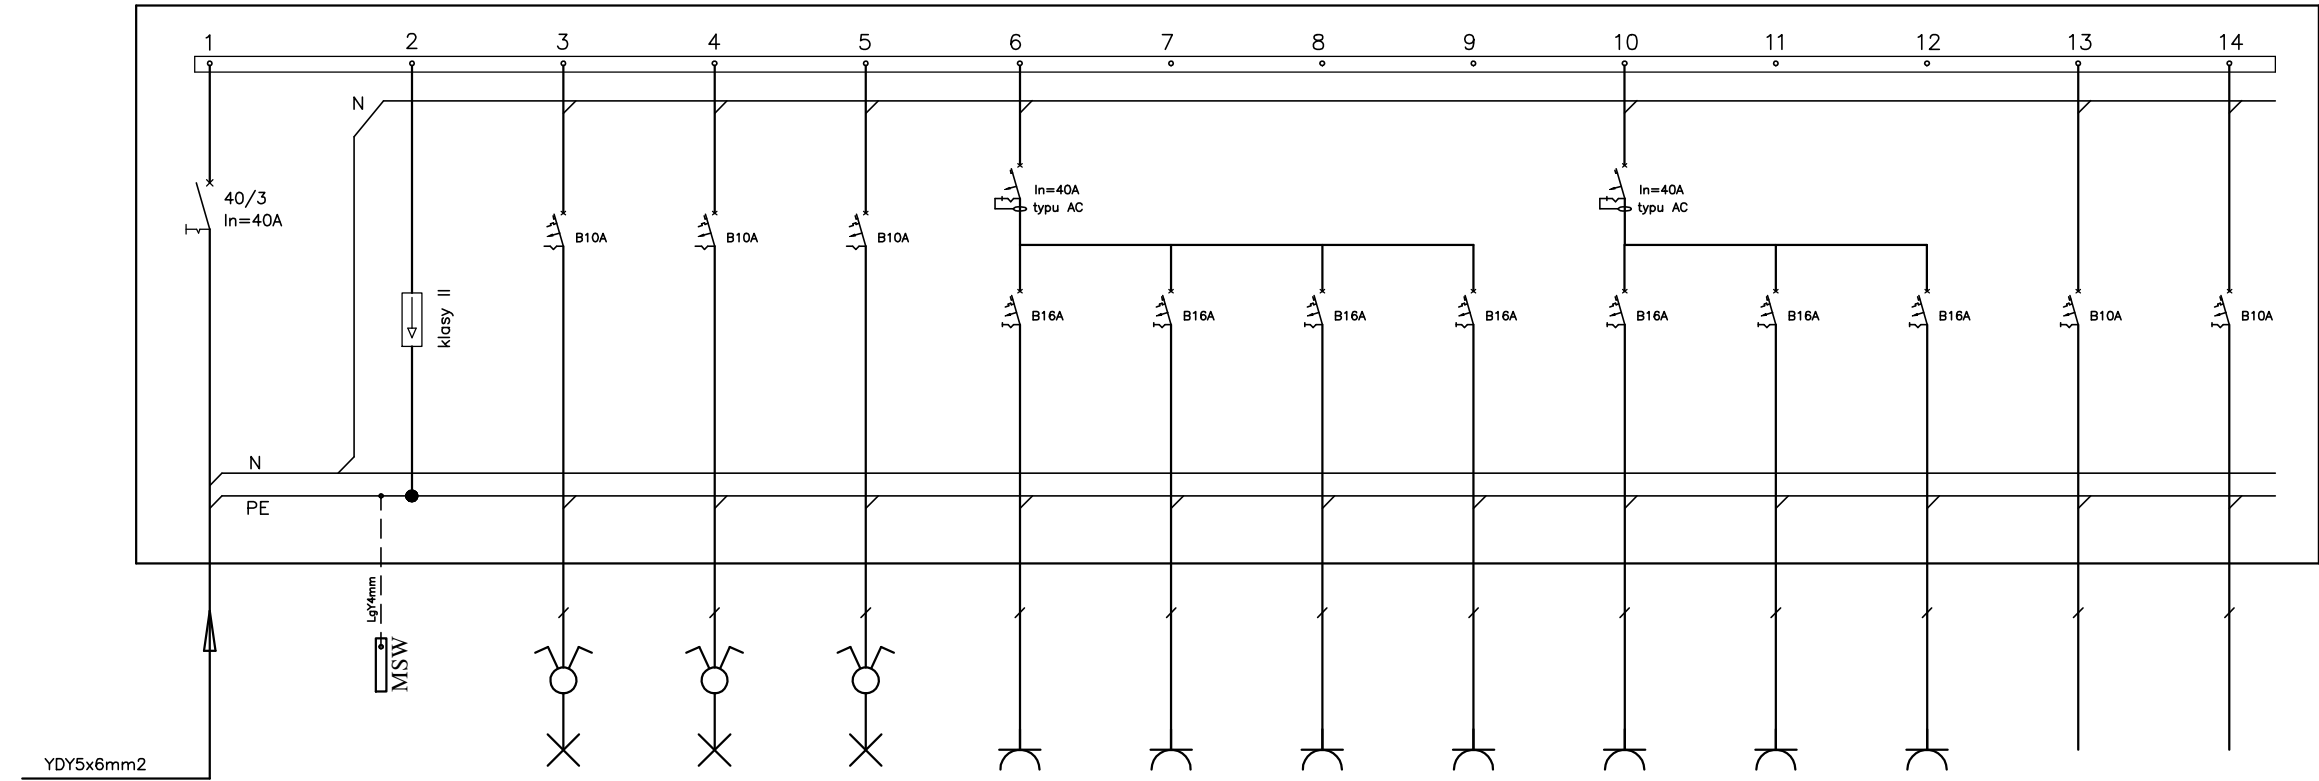 1 2 3 4 5 6 7 8 9 10 11 12 13 14
N
40/3
In=40A
In=40A
typu AC
In=40A
typu AC
B10A B10A B10A
klasy II
B16A B16A B16A B16A B16A B16A B16A B10A B10A
N
PE
LgY4mm
MSW
YDY5x6mm2